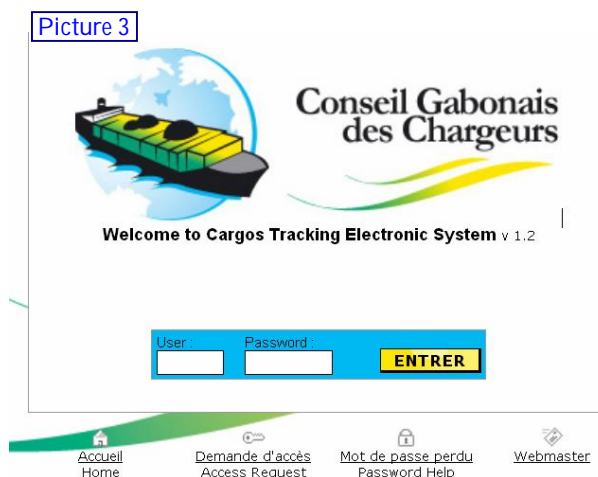 Picture 3
Conseil Gabonais
des Chargeurs
Welcome to Cargos Tracking Electronic System v 1.2
User : Password :
ENTRER
Accueil Demande d'accès Mot de passe perdu Webmaster
Home Access Request Password Help